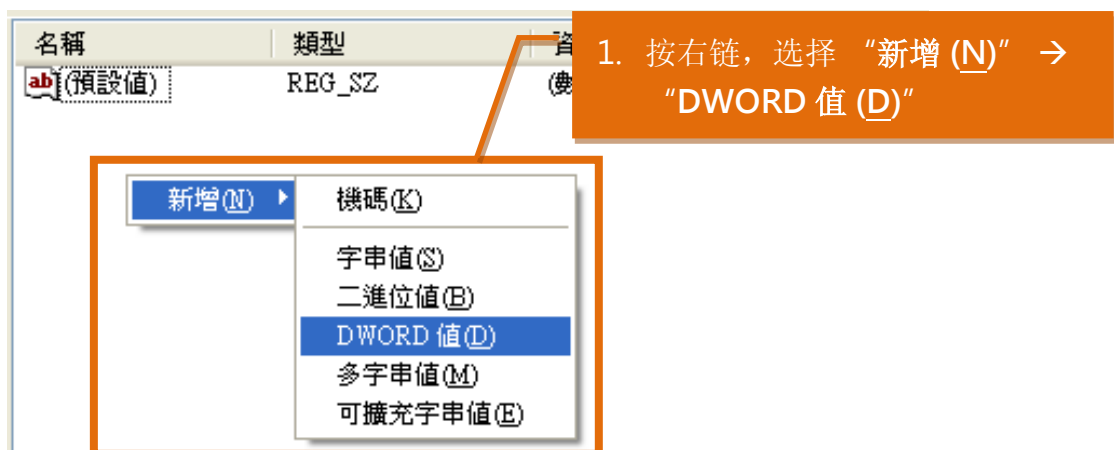 名稱 類型
1. 按右链，选择 “新增 (N)” →
“DWORD 值 (D)”
(預設值) REG_SZ
新增(N)
機碼(K)
字串值(S)
二進位值(B)
DWORD 值(D)
多字串值(M)
可擴充字串值(E)